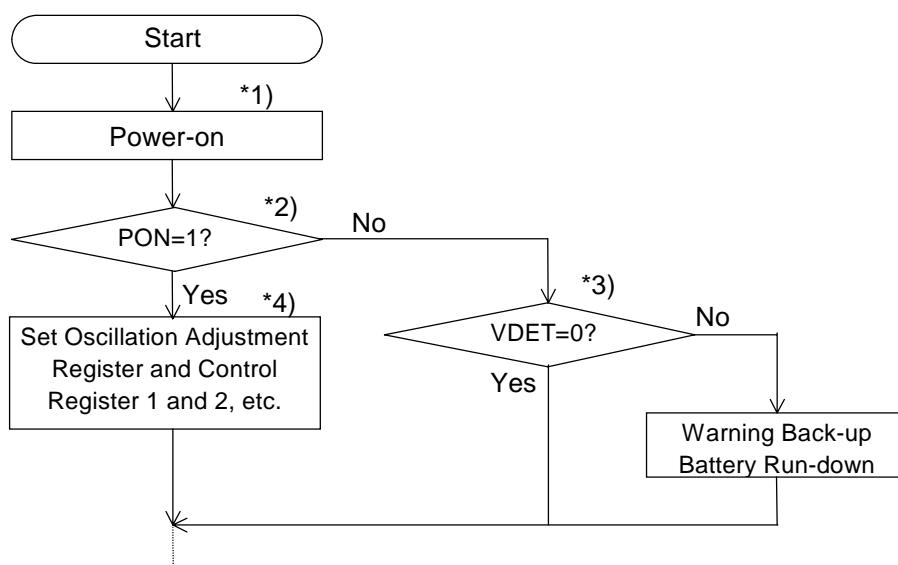 Start
*1)
Power-on
*2)
No
PON=1?
*3)
Yes
*4)
No
VDET=0?
Set Oscillation Adjustment
Register and Control
Register 1 and 2, etc.
Yes
Warning Back-up
Battery Run-down